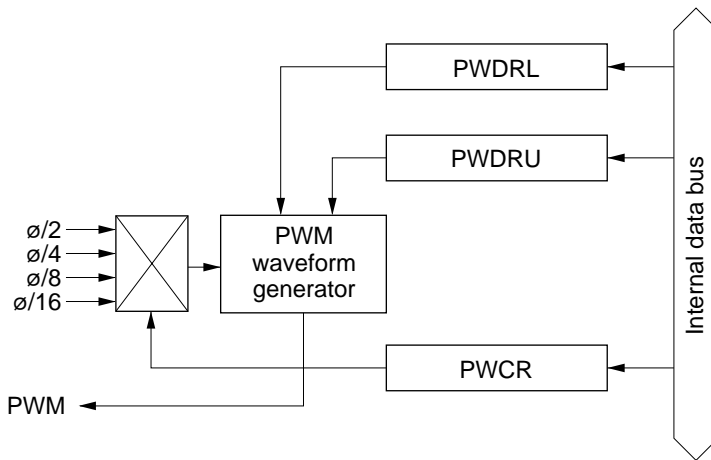 PWDRL
PWDRU
ø/2
ø/4
ø/8
ø/16
PWM
waveform
generator
Internal data bus
PWCR
PWM